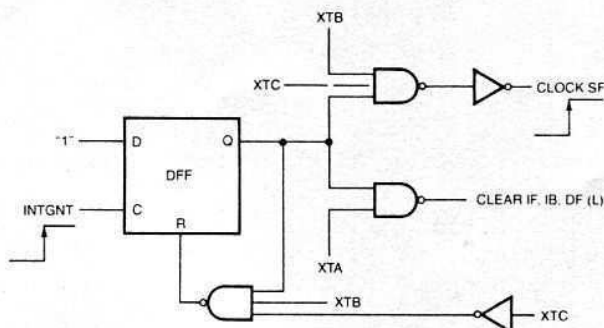 XTB
XTC
CLOCK SF
"1"
D
Q
DFF
INTGNT
C
R
CLEAR IF, IB, DF (L)
XTA
XTB
XTC